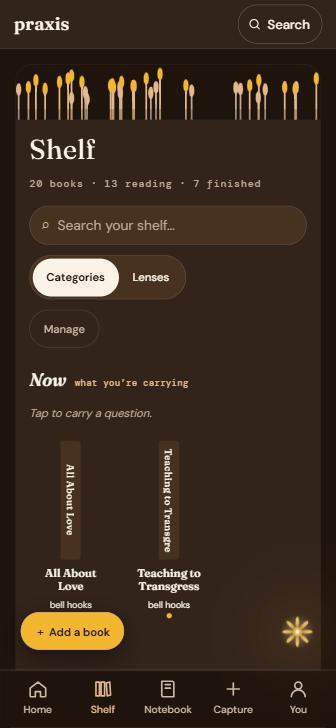 praxis
Search
Shelf
20 books · 13 reading · 7 finished
Search your shelf...
Categories
Lenses
Manage
Now what you're carrying
Tap to carry a question.
All About Love
Teaching to Transgre
All About
Love
bell hooks
Teaching to
Transgress
bell hooks
+ Add a book
Home
Shelf
Notebook
Capture
You